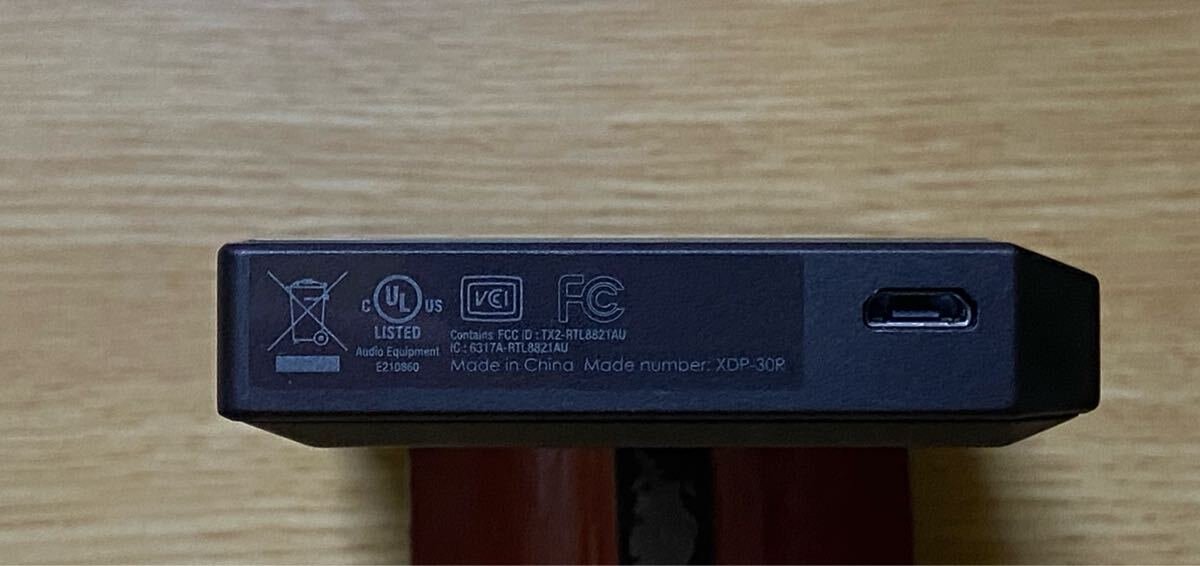 C UL US
LISTED
Audio Equipment
E210860
VCI
FC
Contains FCC ID : TX2-RTL8821AU
IC : 6317A-RTL8821AU
Made in China Made number: XDP-30R